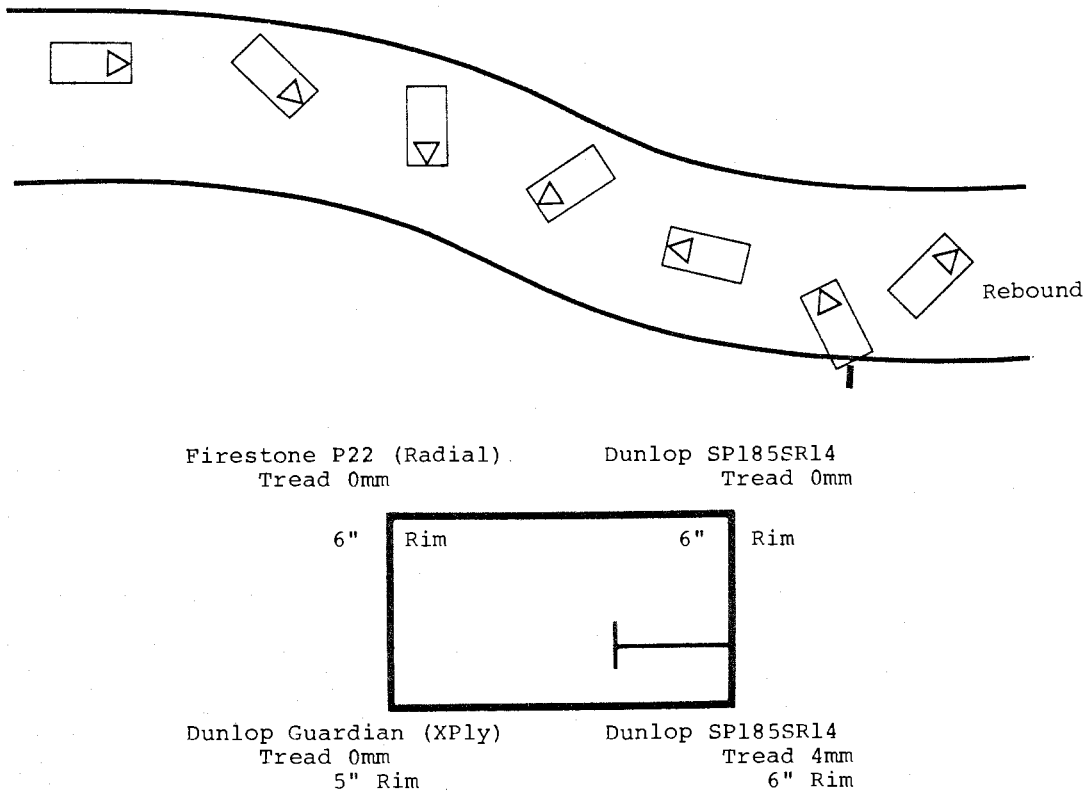 Rebound
Firestone P22 (Radial)
Tread 0mm
Dunlop SP185SR14
Tread 0mm
6" Rim
6" Rim
Dunlop Guardian (XPly)
Tread 0mm
5" Rim
Dunlop SP185SR14
Tread 4mm
6" Rim